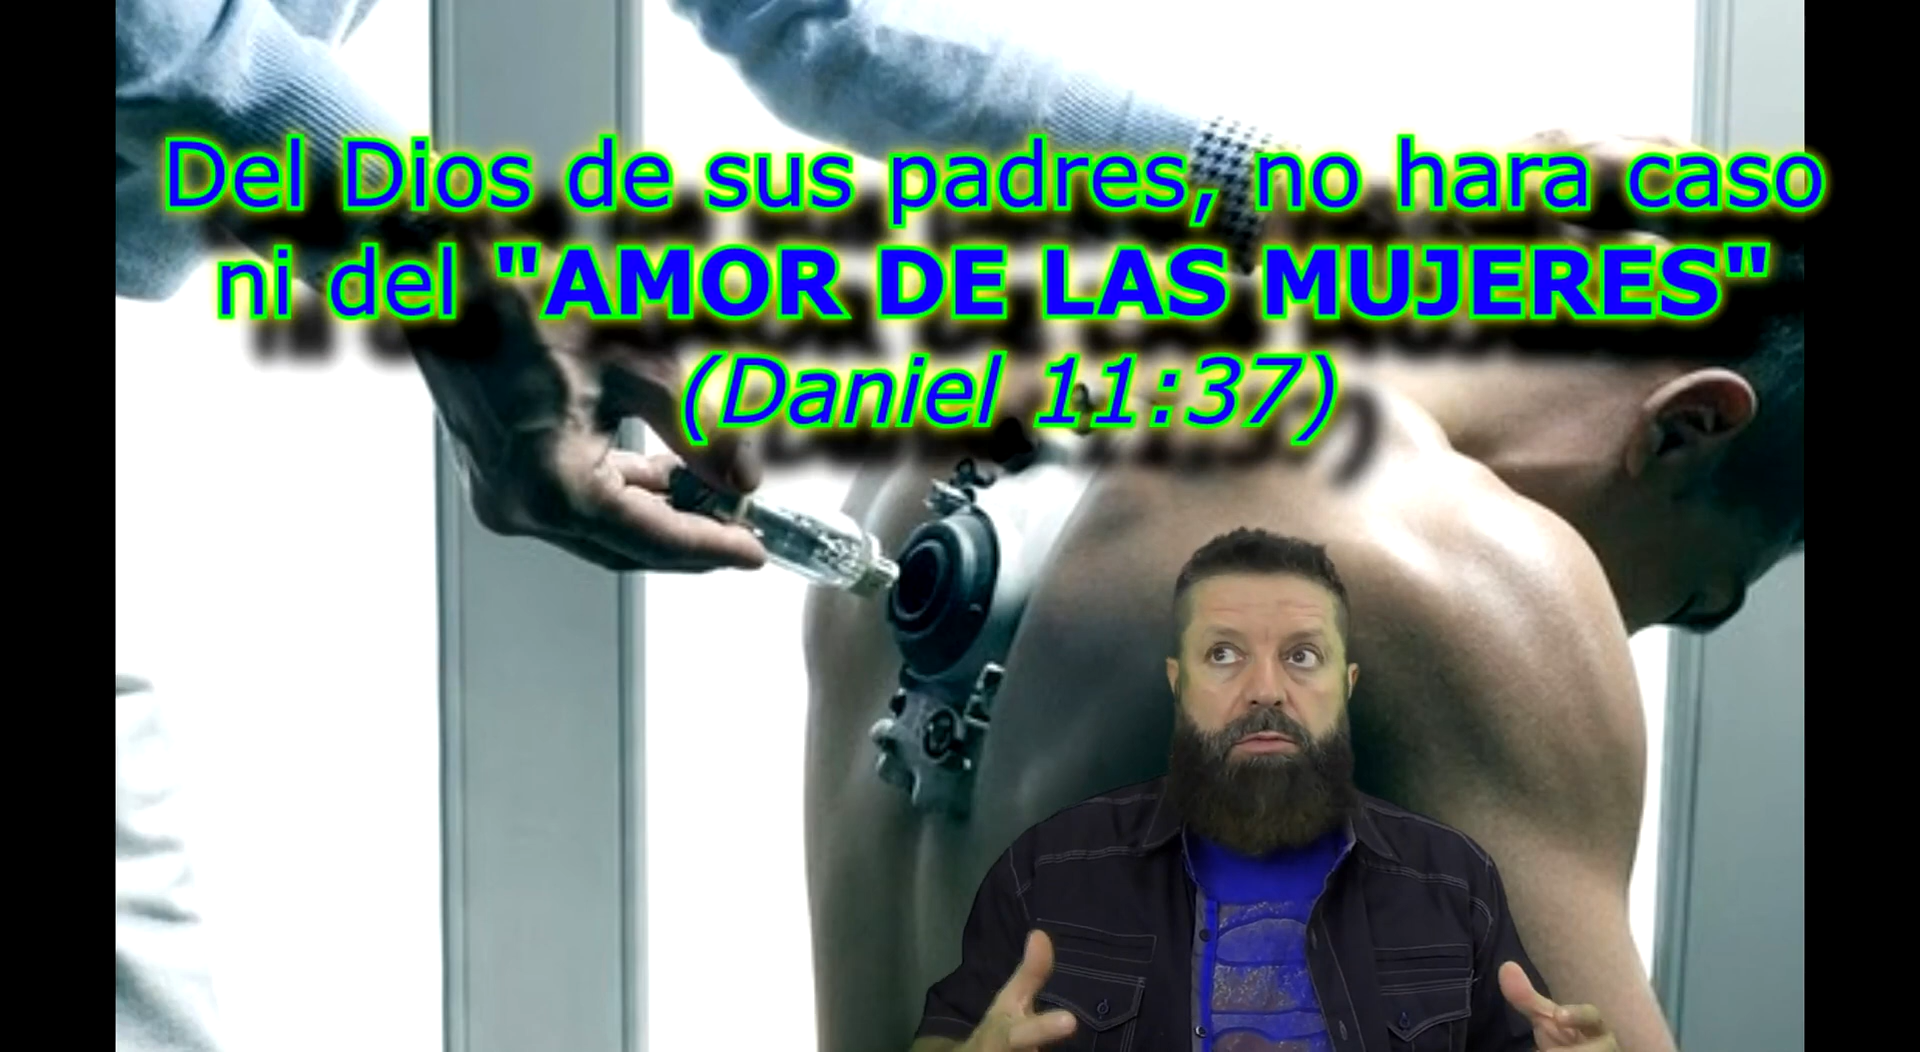 Del Dios de sus padres, no hara caso
ni del "AMOR DE LAS MUJERES"
(Daniel 11:37)